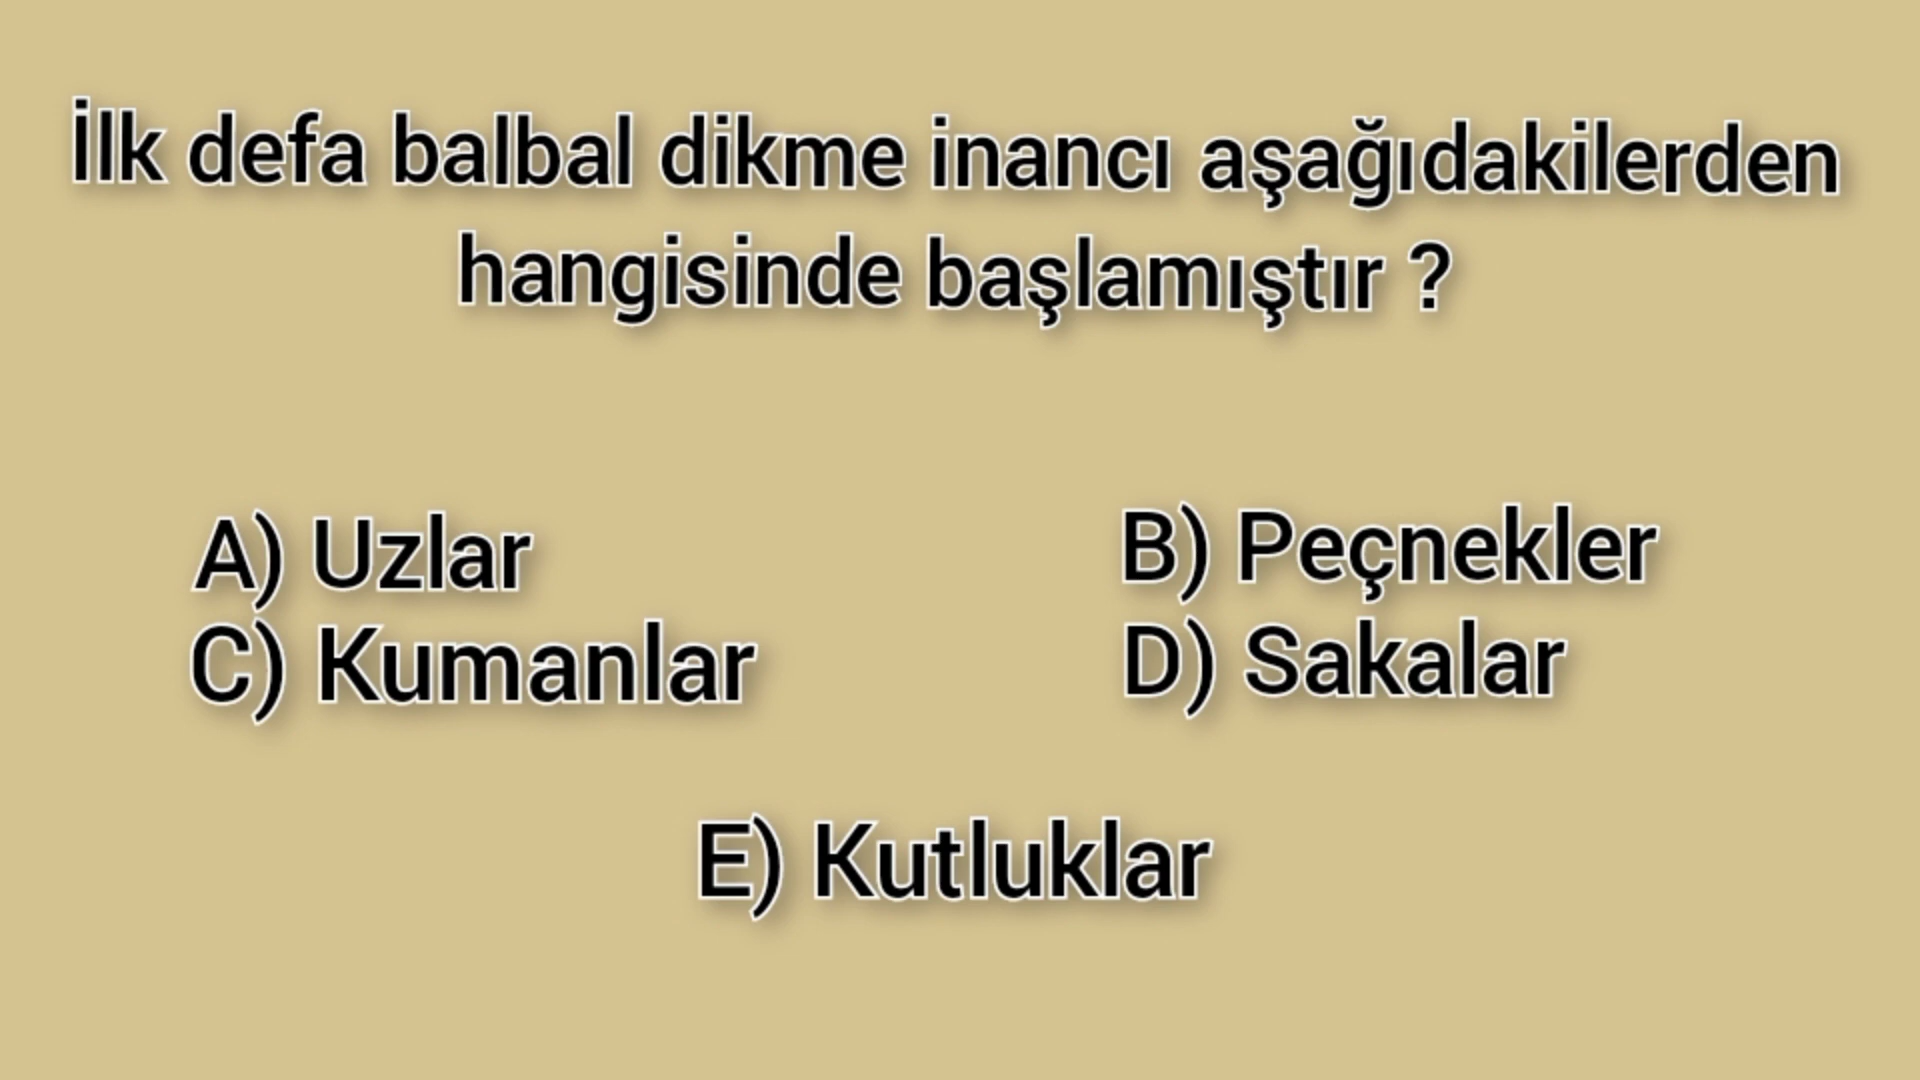 İlk defa balbal dikme inancı aşağıdakilerden
hangisinde başlamıştır ?
A) Uzlar
B) Peçnekler
C) Kumanlar
D) Sakalar
E) Kutluklar